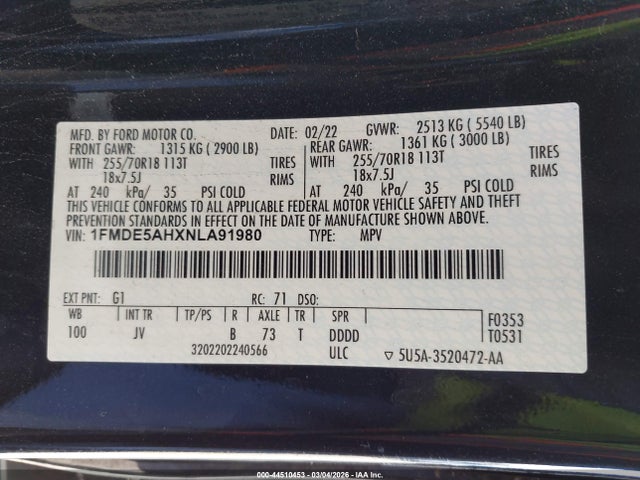 MFD. BY FORD MOTOR CO. DATE: 02/22 GVWR: 2513 KG ( 5540 LB)
FRONT GAWR: 1315 KG ( 2900 LB) REAR GAWR: 1361 KG ( 3000 LB)
WITH 255/70R18 113T TIRES WITH 255/70R18 113T TIRES
18x7.5J RIMS 18x7.5J RIMS
AT 240 kPa/ 35 PSI COLD AT 240 kPa/ 35 PSI COLD
THIS VEHICLE CONFORMS TO ALL APPLICABLE FEDERAL MOTOR VEHICLE SAFETY AND THEFT
PREVENTION STANDARDS IN EFFECT ON THE DATE OF MANUFACTURE SHOWN ABOVE.
VIN: 1FMDE5AHXNLA91980 TYPE: MPV
EXT PNT: G1 RC: 71 DSO:
WB INT TR TP/PS R AXLE TR SPR F0353
100 JV B 73 T DDDD T0531
3202202240566 ULC ▽ 5U5A-3520472-AA
000-44510453 - 03/04/2026 - IAA Inc.